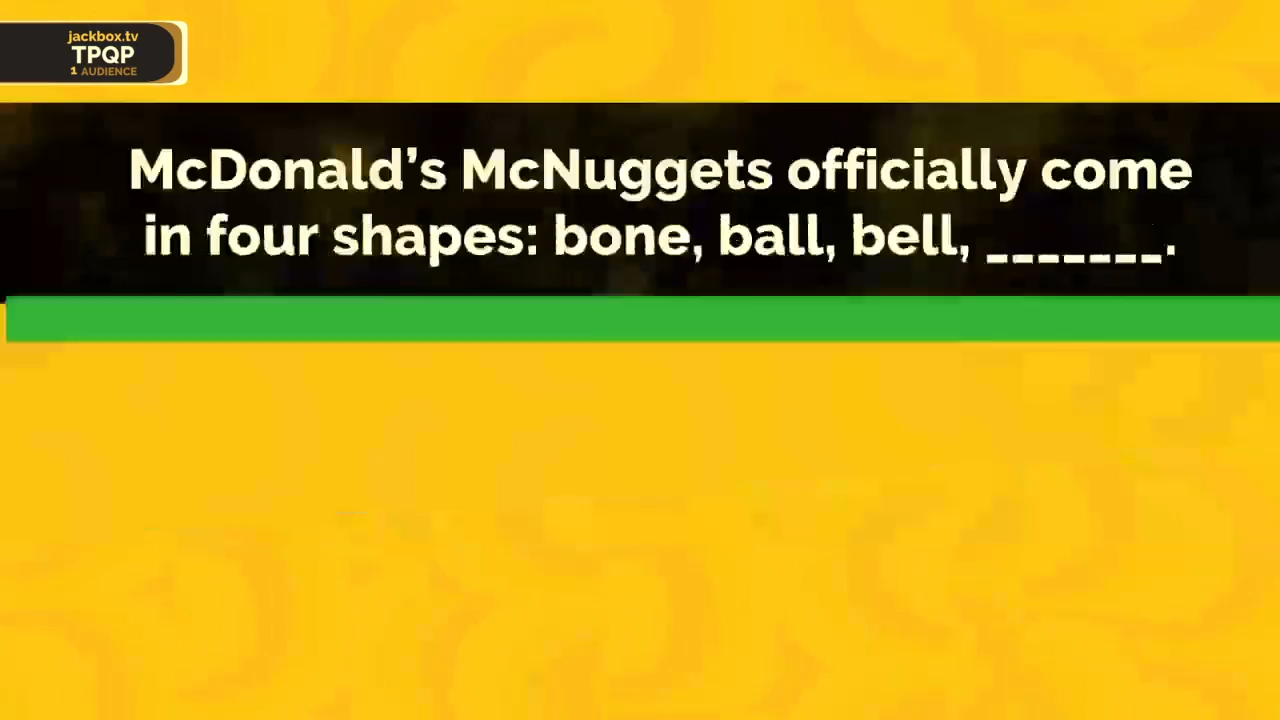 jackbox.tv
TPQP
1 AUDIENCE
McDonald’s McNuggets officially come
in four shapes: bone, ball, bell, _______.